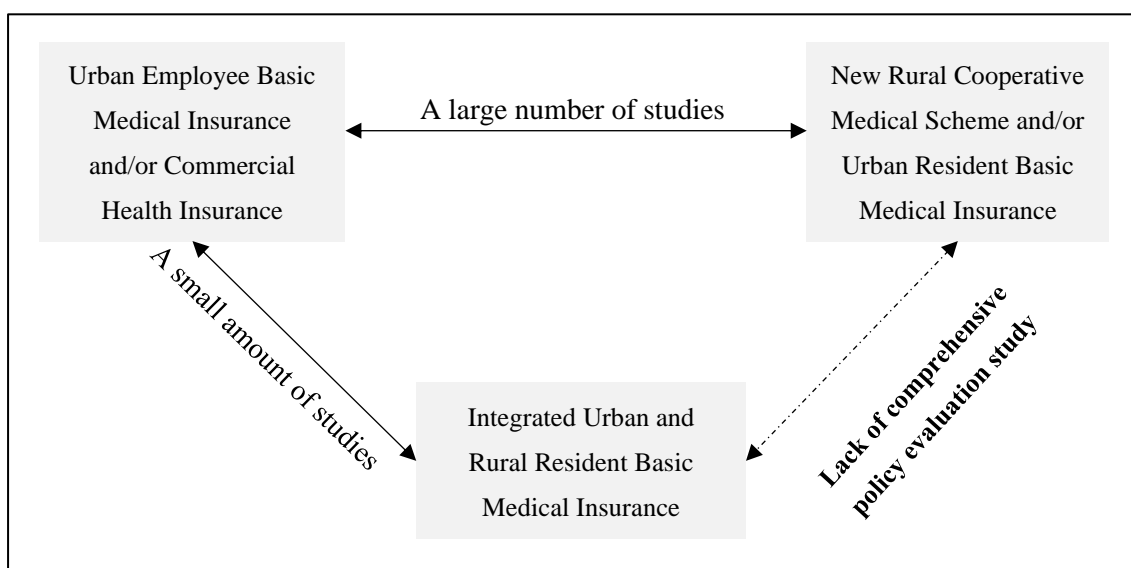 Urban Employee Basic
Medical Insurance
and/or Commercial
Health Insurance
A large number of studies
New Rural Cooperative
Medical Scheme and/or
Urban Resident Basic
Medical Insurance
A small amount of studies
Integrated Urban and
Rural Resident Basic
Medical Insurance
Lack of comprehensive
policy evaluation study